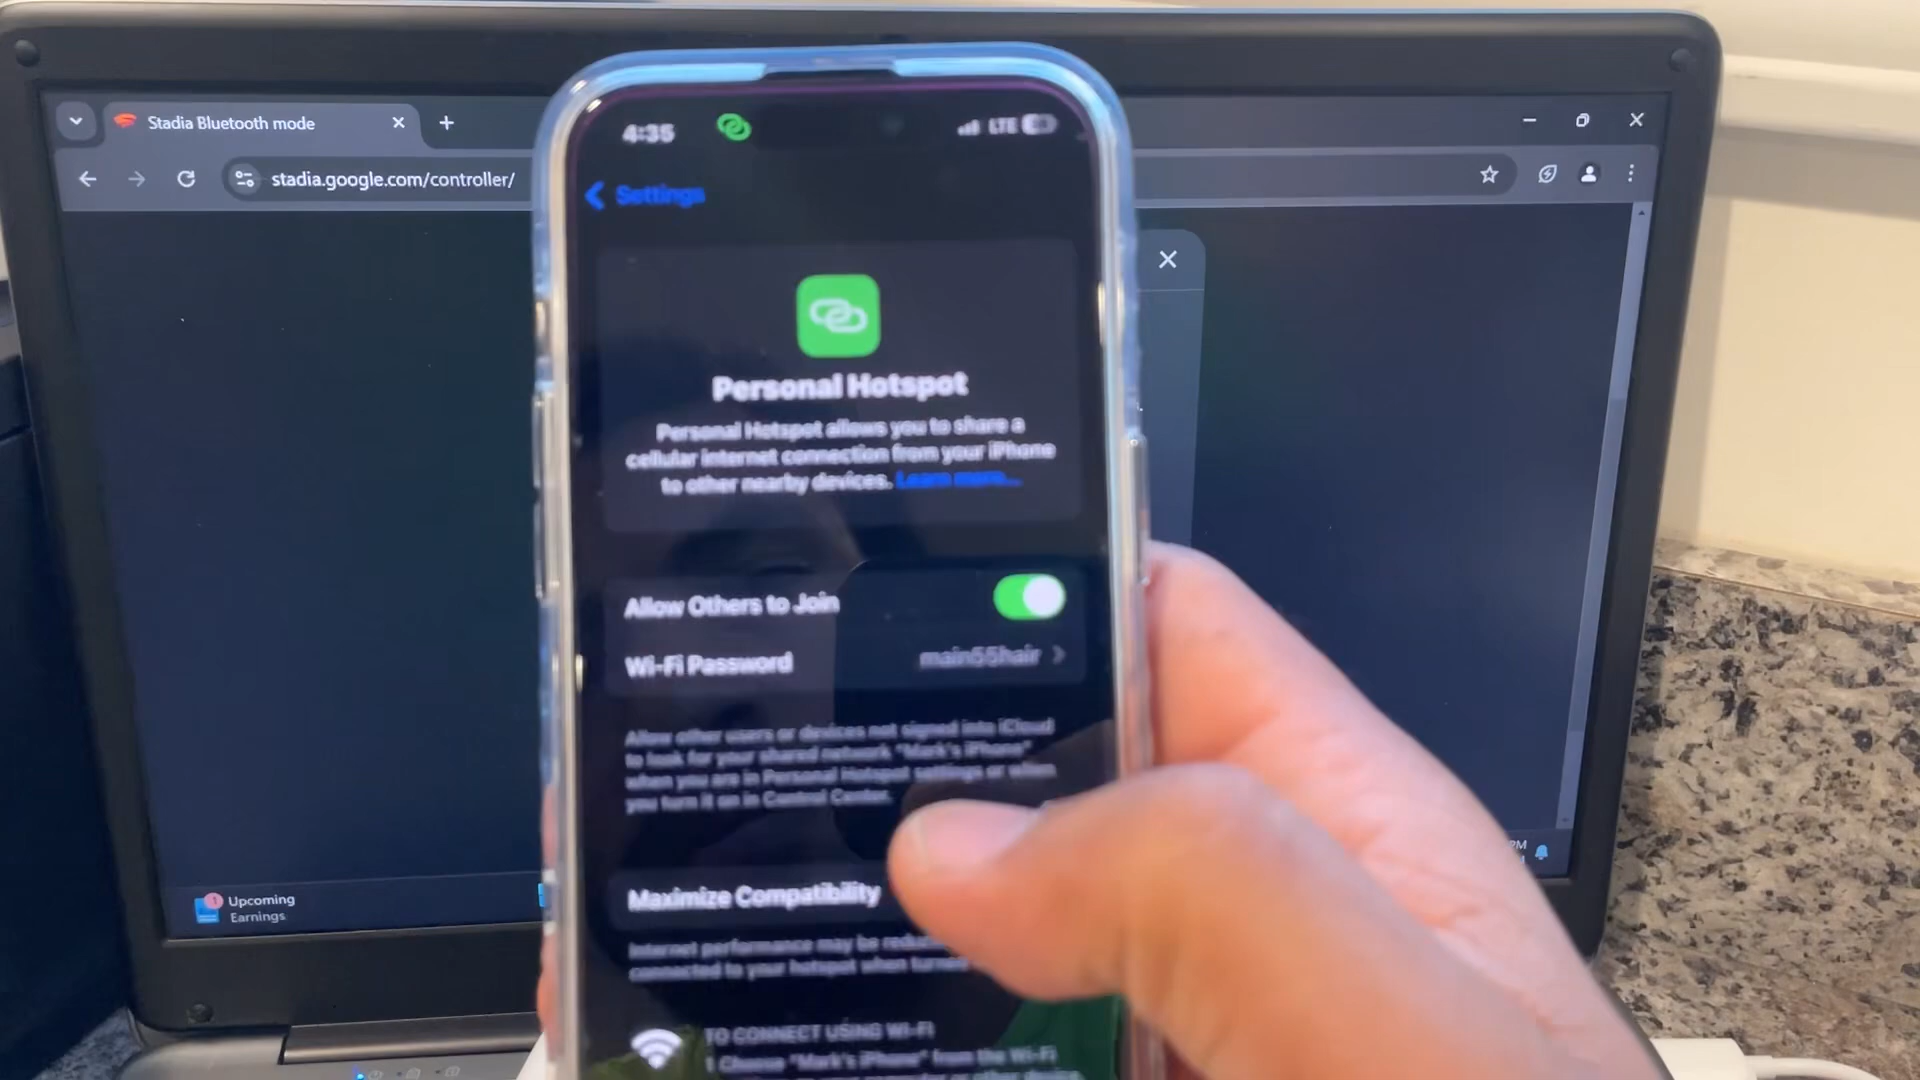 Stadia Bluetooth mode
stadia.google.com/controller/
4:35
LTE
Settings
Personal Hotspot
Personal Hotspot allows you to share a
cellular internet connection from your iPhone
to other nearby devices. Learn more...
Allow Others to Join
Wi-Fi Password main55hair
Allow other users or devices not signed into iCloud
to look for your shared network "Mark's iPhone"
when you are in Personal Hotspot settings or when
you turn it on in Control Center.
Maximize Compatibility
Internet performance may be
connected to your hotspot when
TO CONNECT USING WI-FI
1 Choose "Mark's iPhone" from the Wi-Fi
1
Upcoming
Earnings
PM